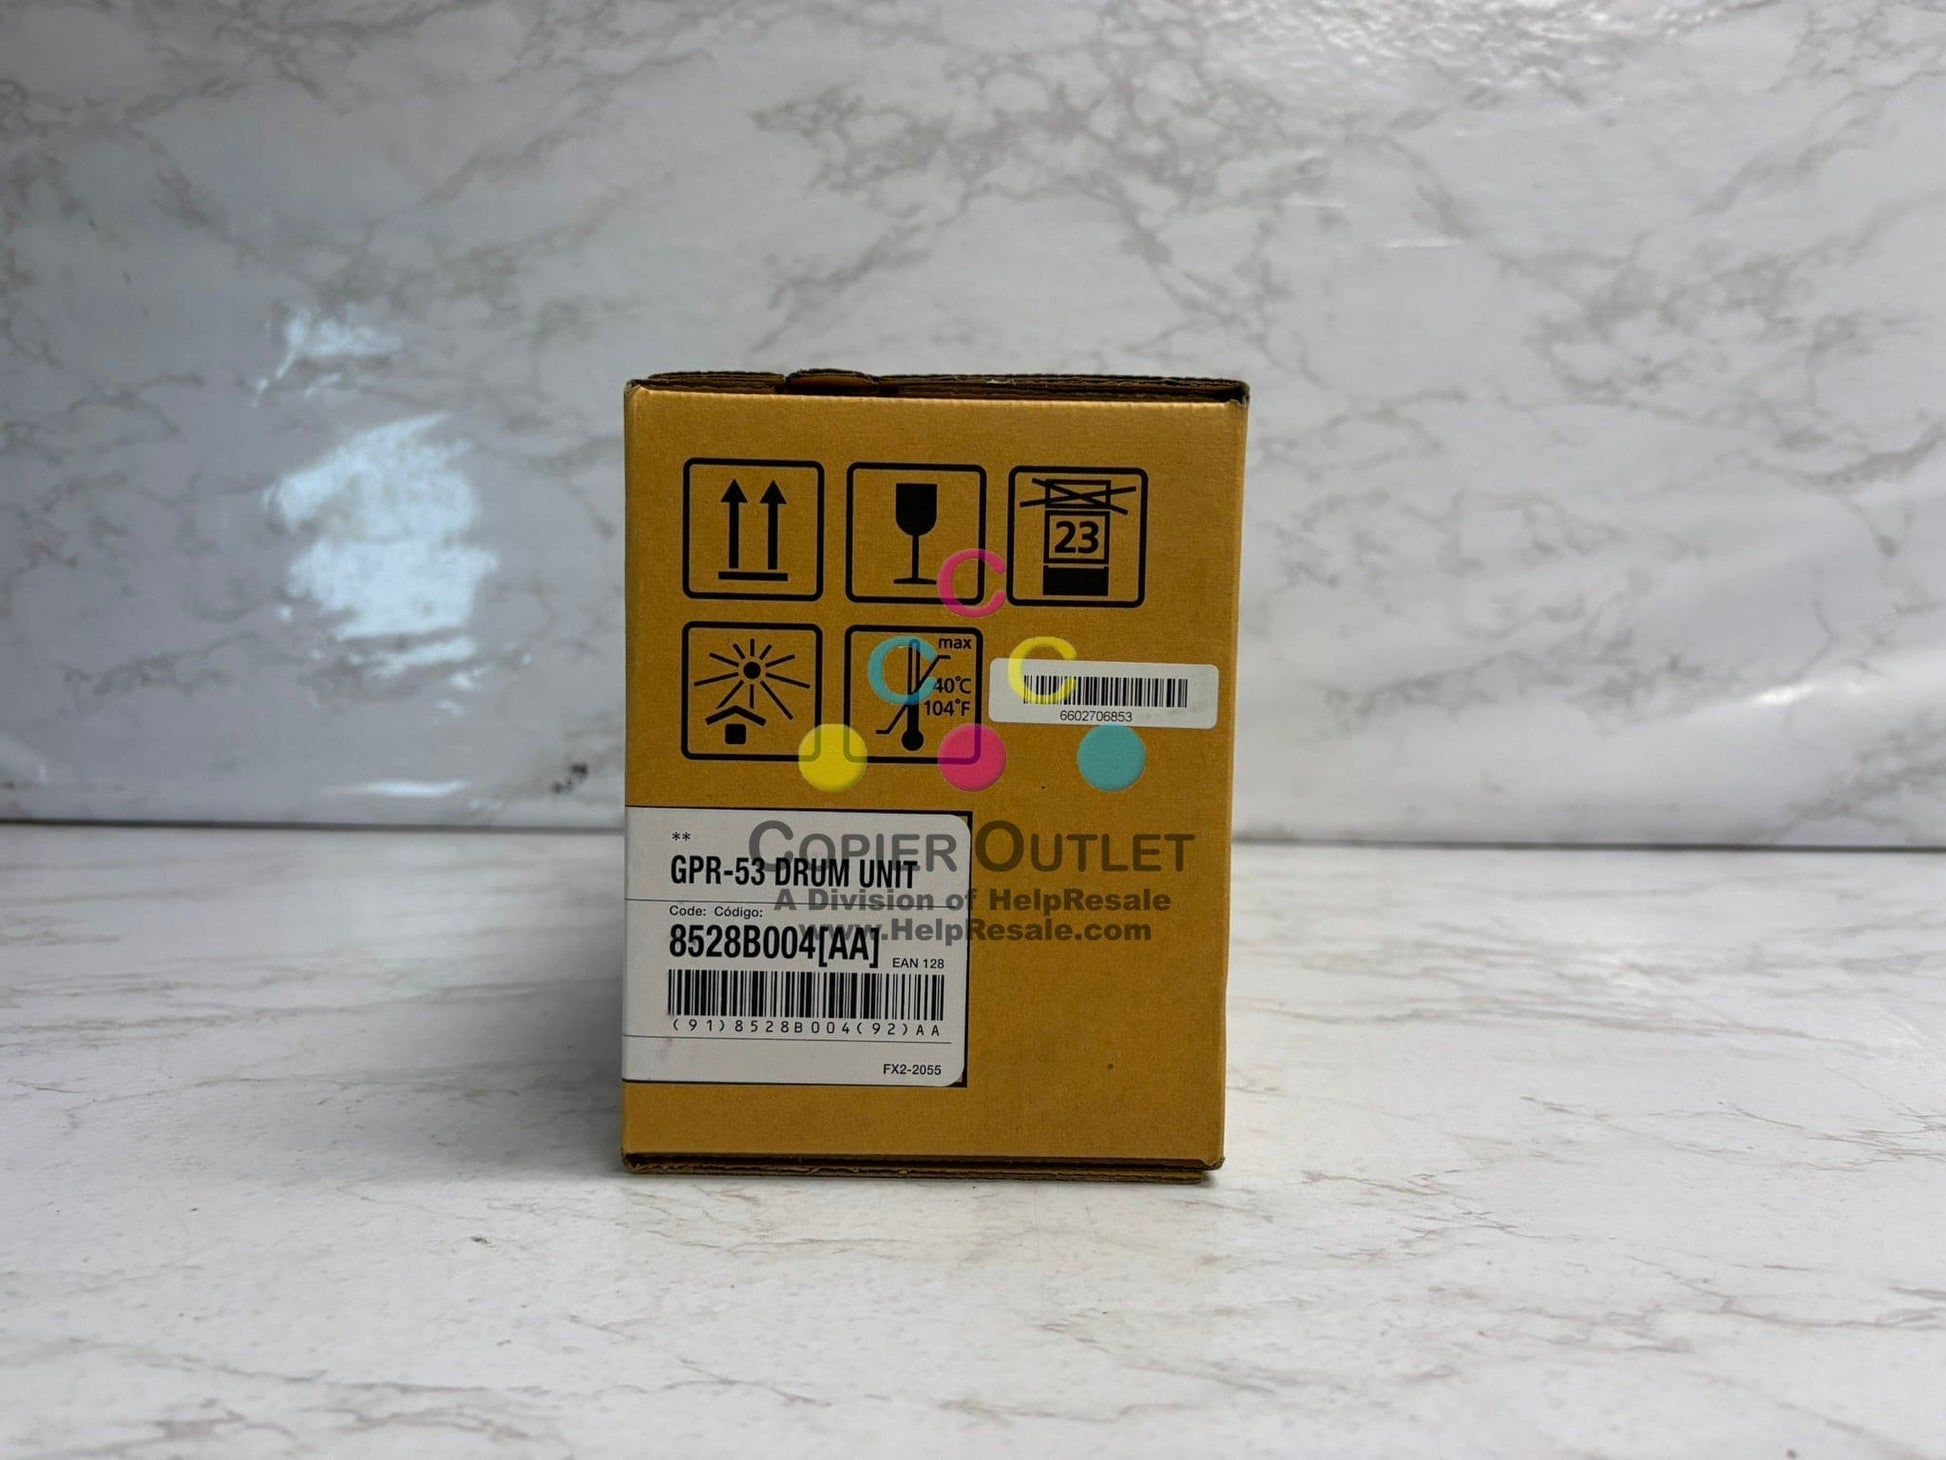 23
C
max
C
C
40°C
104°F
6602706853
**
COPIER OUTLET
GPR-53 DRUM UNIT
A Division of HelpResale
Code: Código:
www.HelpResale.com
8528B004[AA]
EAN 128
(91)8528B004(92)AA
FX2-2055